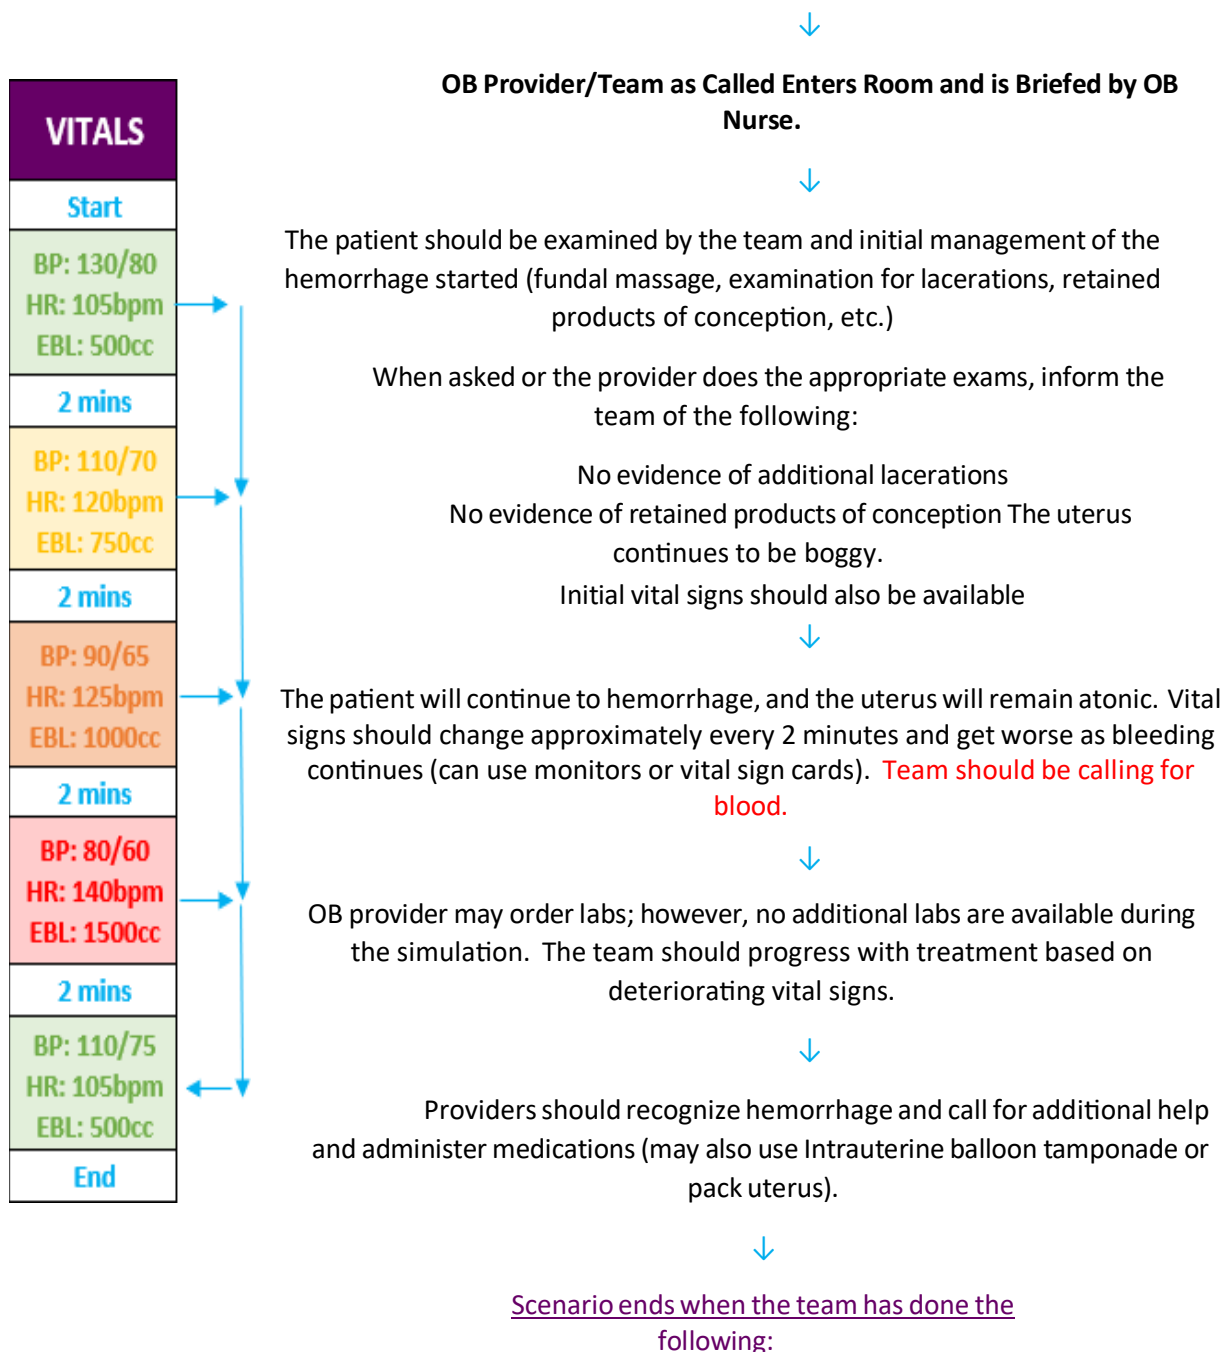 VITALS
Start
BP: 130/80
HR: 105bpm
EBL: 500cc
2 mins
BP: 110/70
HR: 120bpm
EBL: 750cc
2 mins
BP: 90/65
HR: 125bpm
EBL: 1000cc
2 mins
BP: 80/60
HR: 140bpm
EBL: 1500cc
2 mins
BP: 110/75
HR: 105bpm
EBL: 500cc
End
OB Provider/Team as Called Enters Room and is Briefed by OB
Nurse.
The patient should be examined by the team and initial management of the
hemorrhage started (fundal massage, examination for lacerations, retained
products of conception, etc.)
When asked or the provider does the appropriate exams, inform the
team of the following:
No evidence of additional lacerations
No evidence of retained products of conception The uterus
continues to be boggy.
Initial vital signs should also be available
The patient will continue to hemorrhage, and the uterus will remain atonic. Vital
signs should change approximately every 2 minutes and get worse as bleeding
continues (can use monitors or vital sign cards). Team should be calling for
blood.
OB provider may order labs; however, no additional labs are available during
the simulation. The team should progress with treatment based on
deteriorating vital signs.
Providers should recognize hemorrhage and call for additional help
and administer medications (may also use Intrauterine balloon tamponade or
pack uterus).
Scenario ends when the team has done the
following: